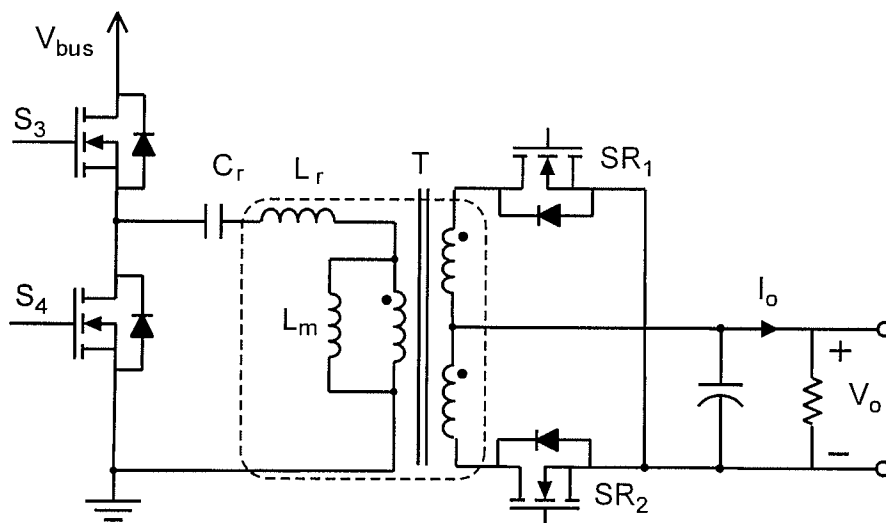 V_bus
S_3
C_r
L_r
T
SR_1
S_4
L_m
I_o
+
V_o
−
SR_2